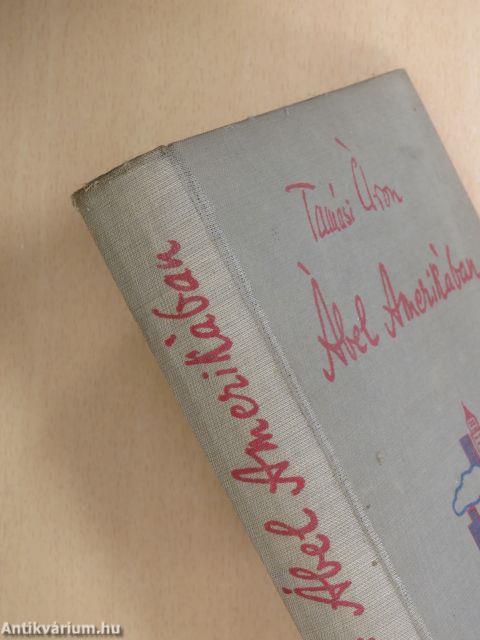 Tamási Áron
Ábel Amerikában
Ábel Amerikában
Antikvárium.hu